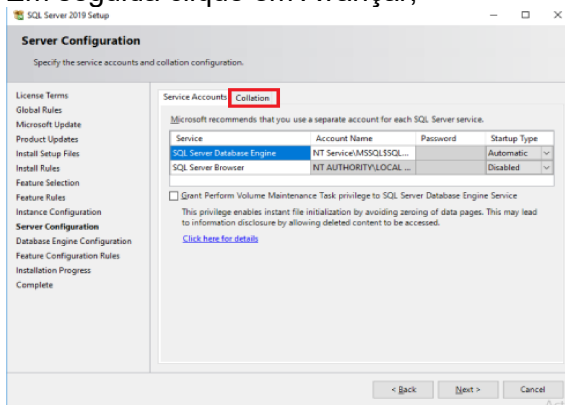 Em seguida clique em Avançar;
SQL Server 2019 Setup
Server Configuration
Specify the service accounts and collation configuration.
License Terms
Global Rules
Microsoft Update
Product Updates
Install Setup Files
Install Rules
Feature Selection
Feature Rules
Instance Configuration
Server Configuration
Database Engine Configuration
Feature Configuration Rules
Installation Progress
Complete
Service Accounts Collation
Microsoft recommends that you use a separate account for each SQL Server service.
Service Account Name Password Startup Type
SQL Server Database Engine NT Service\MSSQL$SQL... Automatic
SQL Server Browser NT AUTHORITY\LOCAL ... Disabled
Grant Perform Volume Maintenance Task privilege to SQL Server Database Engine Service
This privilege enables instant file initialization by avoiding zeroing of data pages. This may lead
to information disclosure by allowing deleted content to be accessed.
Click here for details
< Back Next > Cancel